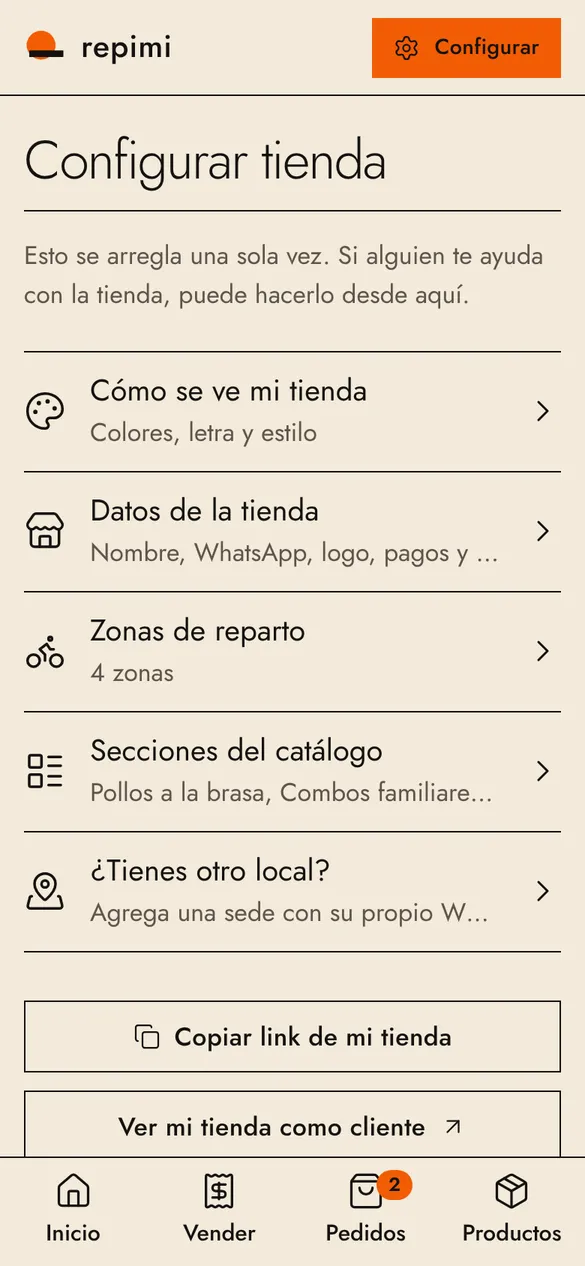 repimi
Configurar
Configurar tienda
Esto se arregla una sola vez. Si alguien te ayuda
con la tienda, puede hacerlo desde aquí.
Cómo se ve mi tienda
Colores, letra y estilo
Datos de la tienda
Nombre, WhatsApp, logo, pagos y ...
Zonas de reparto
4 zonas
Secciones del catálogo
Pollos a la brasa, Combos familiare...
¿Tienes otro local?
Agrega una sede con su propio W...
Copiar link de mi tienda
Ver mi tienda como cliente
2
Inicio
Vender
Pedidos
Productos